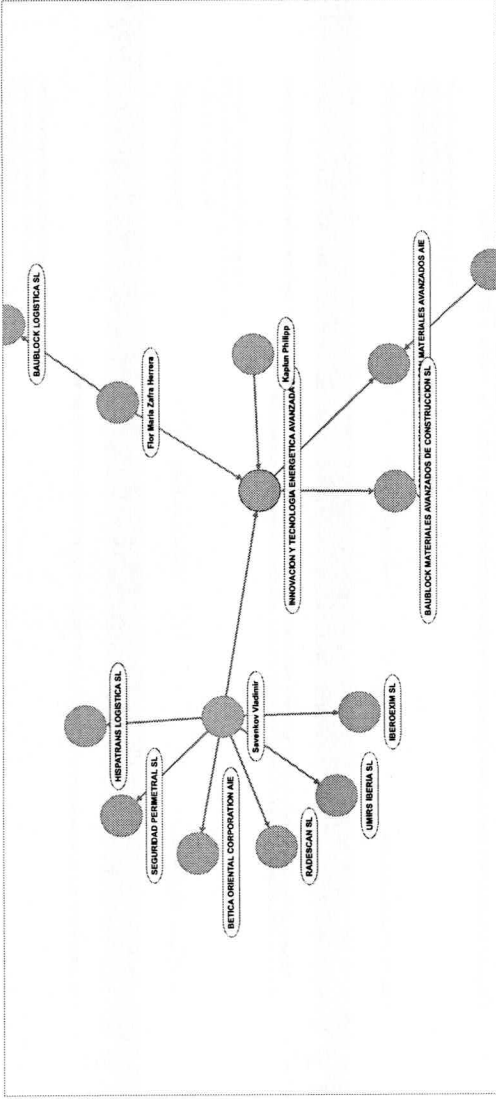 BAUBLOCK LOGISTICA SL
HISPATRANS LOGISTICA SL
Flor Maria Zafra Herrera
SEGURIDAD PERIMETRAL SL
BETICA ORIENTAL CORPORATION AIE
Savenkov Vladimir
Kaplun Philipp
INNOVACION Y TECNOLOGIA ENERGETICA AVANZADA
RADESCAN SL
UMIRS IBERIA SL
IBEROEXIM SL
MATERIALES AVANZADOS AIE
BAUBLOCK MATERIALES AVANZADOS DE CONSTRUCCION SL